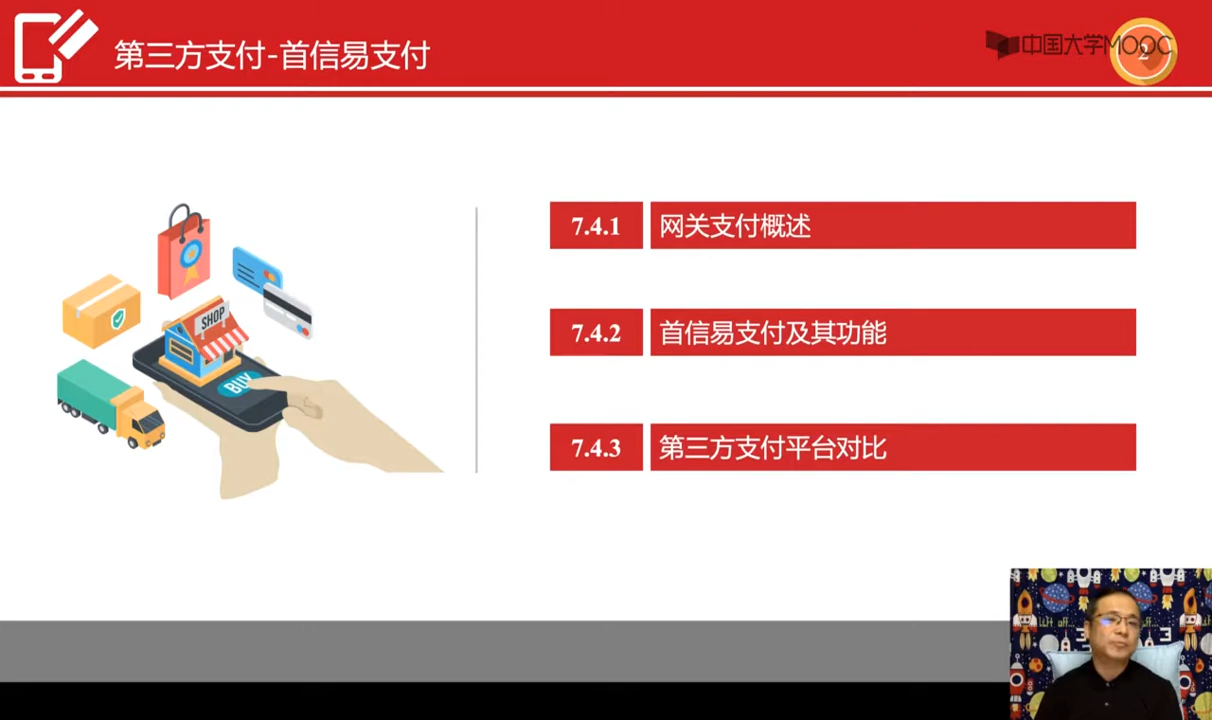 第三方支付-首信易支付
中国大学MOOC
2
7.4.1 网关支付概述
7.4.2 首信易支付及其功能
7.4.3 第三方支付平台对比
SHOP
BUY